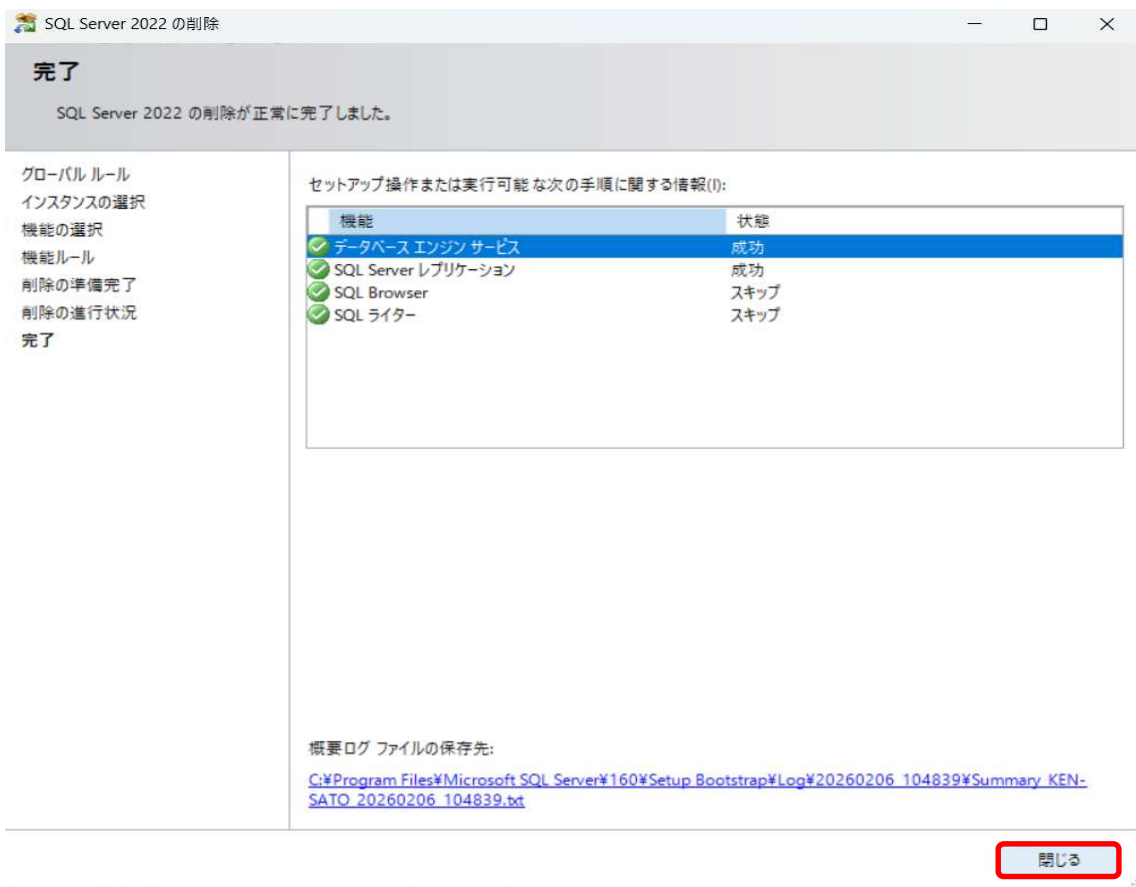 SQL Server 2022 の削除
完了
SQL Server 2022 の削除が正常に完了しました。
グローバル ルール
インスタンスの選択
機能の選択
機能ルール
削除の準備完了
削除の進行状況
完了
セットアップ操作または実行可能な次の手順に関する情報(I):
機能 状態
データベース エンジン サービス 成功
SQL Server レプリケーション 成功
SQL Browser スキップ
SQL ライター スキップ
概要ログ ファイルの保存先:
C:¥Program Files¥Microsoft SQL Server¥160¥Setup Bootstrap¥Log¥20260206_104839¥Summary_KEN-
SATO_20260206_104839.txt
閉じる